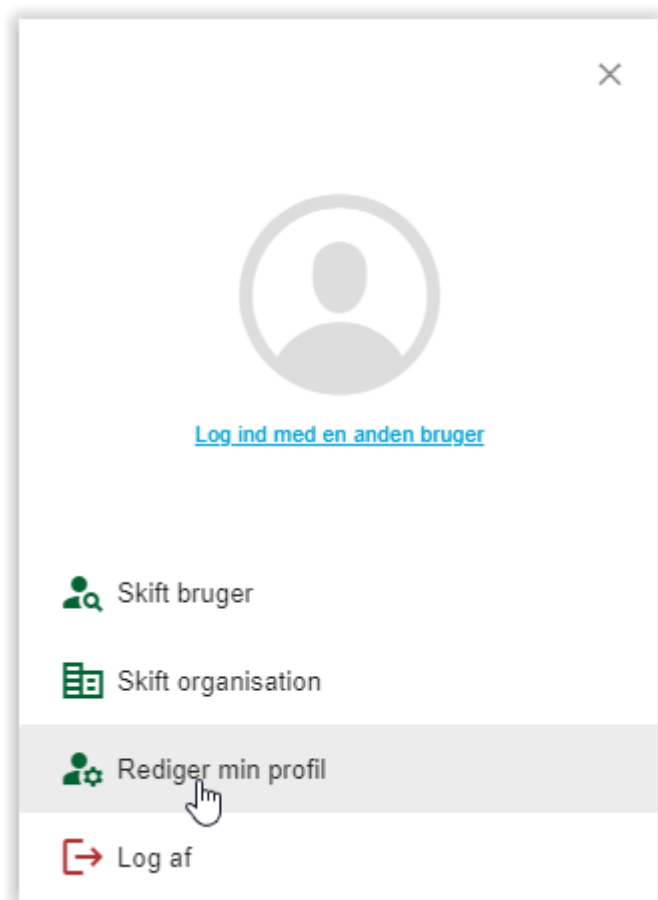 Log ind med en anden bruger
Skift bruger
Skift organisation
Rediger min profil
Log af